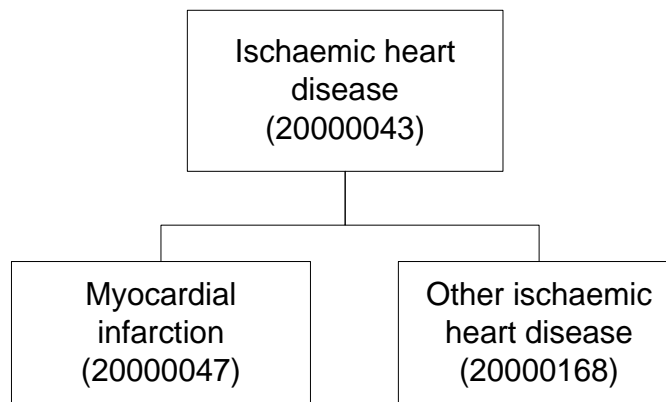 Ischaemic heart
disease
(20000043)
Myocardial
infarction
(20000047)
Other ischaemic
heart disease
(20000168)